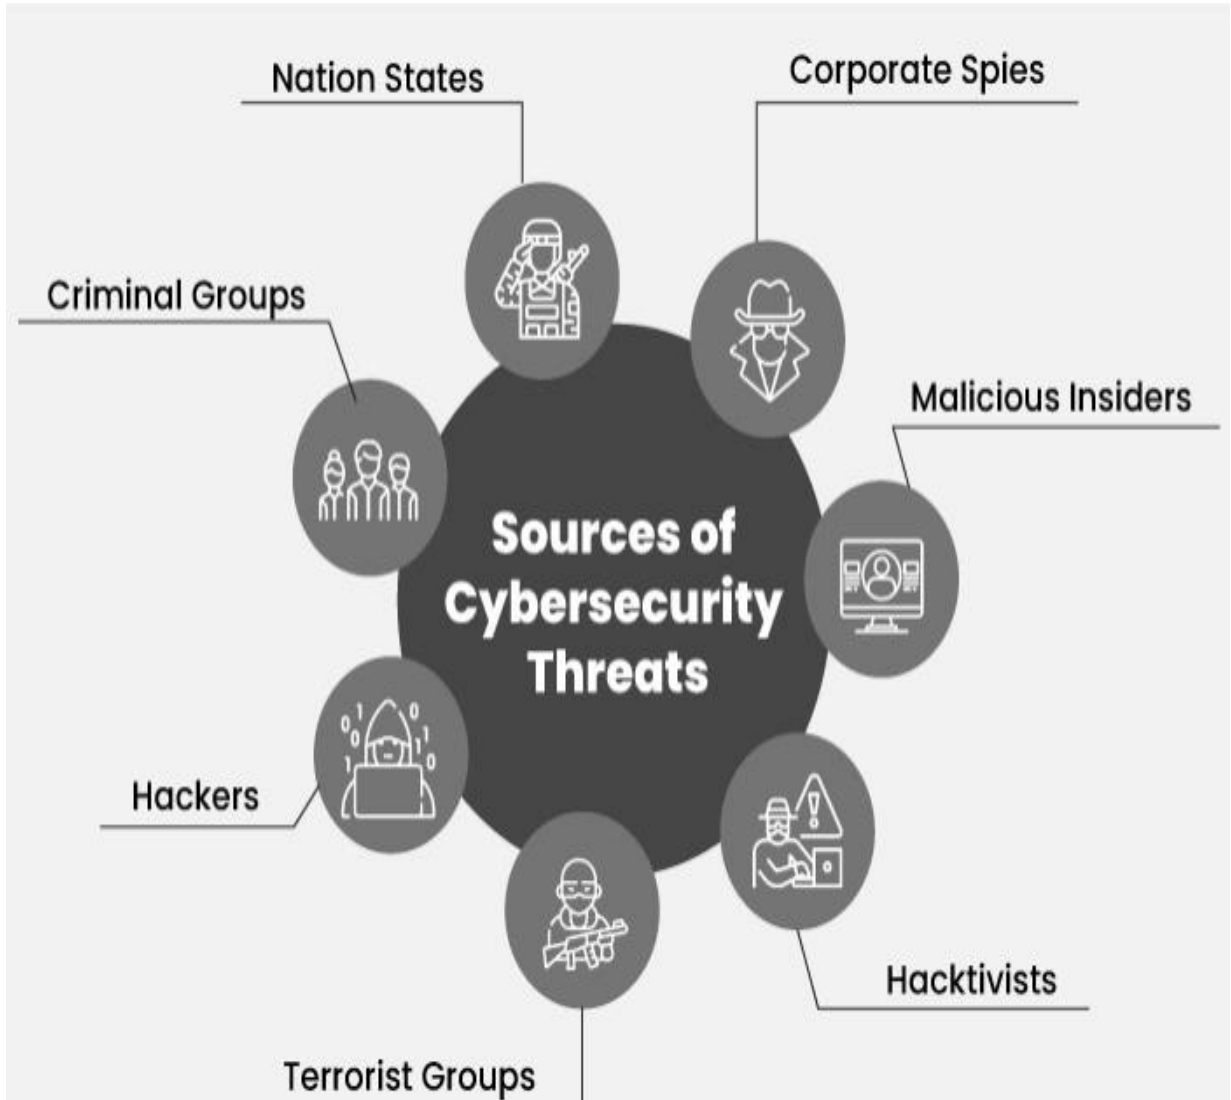 Nation States
Corporate Spies
Criminal Groups
Malicious Insiders
Sources of
Cybersecurity
Threats
Hackers
Hacktivists
Terrorist Groups